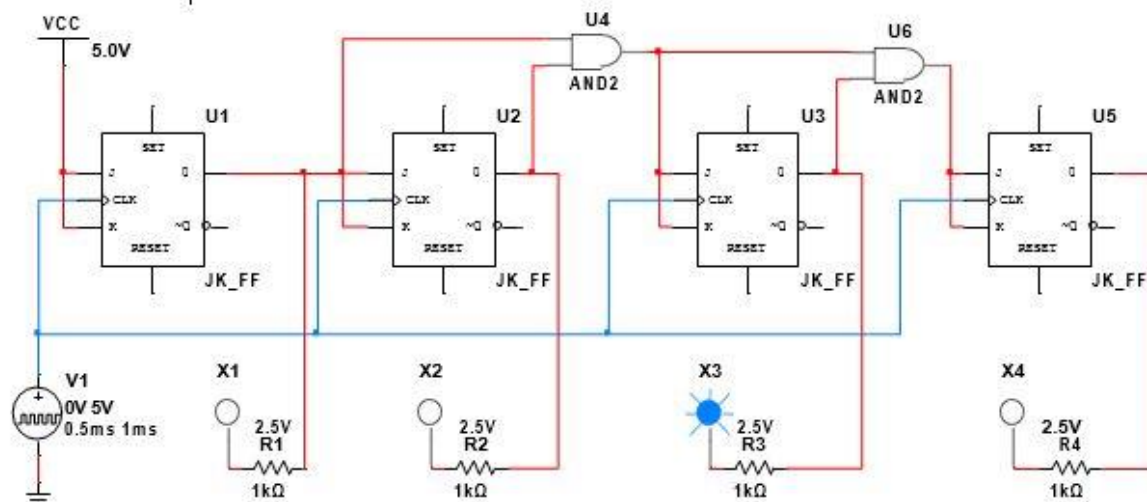 VCC
5.0V
U4
AND2
U6
AND2
U1
SET
J
Q
CLK
K
~Q
RESET
JK_FF
U2
SET
J
Q
CLK
K
~Q
RESET
JK_FF
U3
SET
J
Q
CLK
K
~Q
RESET
JK_FF
U5
SET
J
Q
CLK
K
~Q
RESET
JK_FF
V1
0V 5V
0.5ms 1ms
X1
2.5V
R1
1kΩ
X2
2.5V
R2
1kΩ
X3
2.5V
R3
1kΩ
X4
2.5V
R4
1kΩ